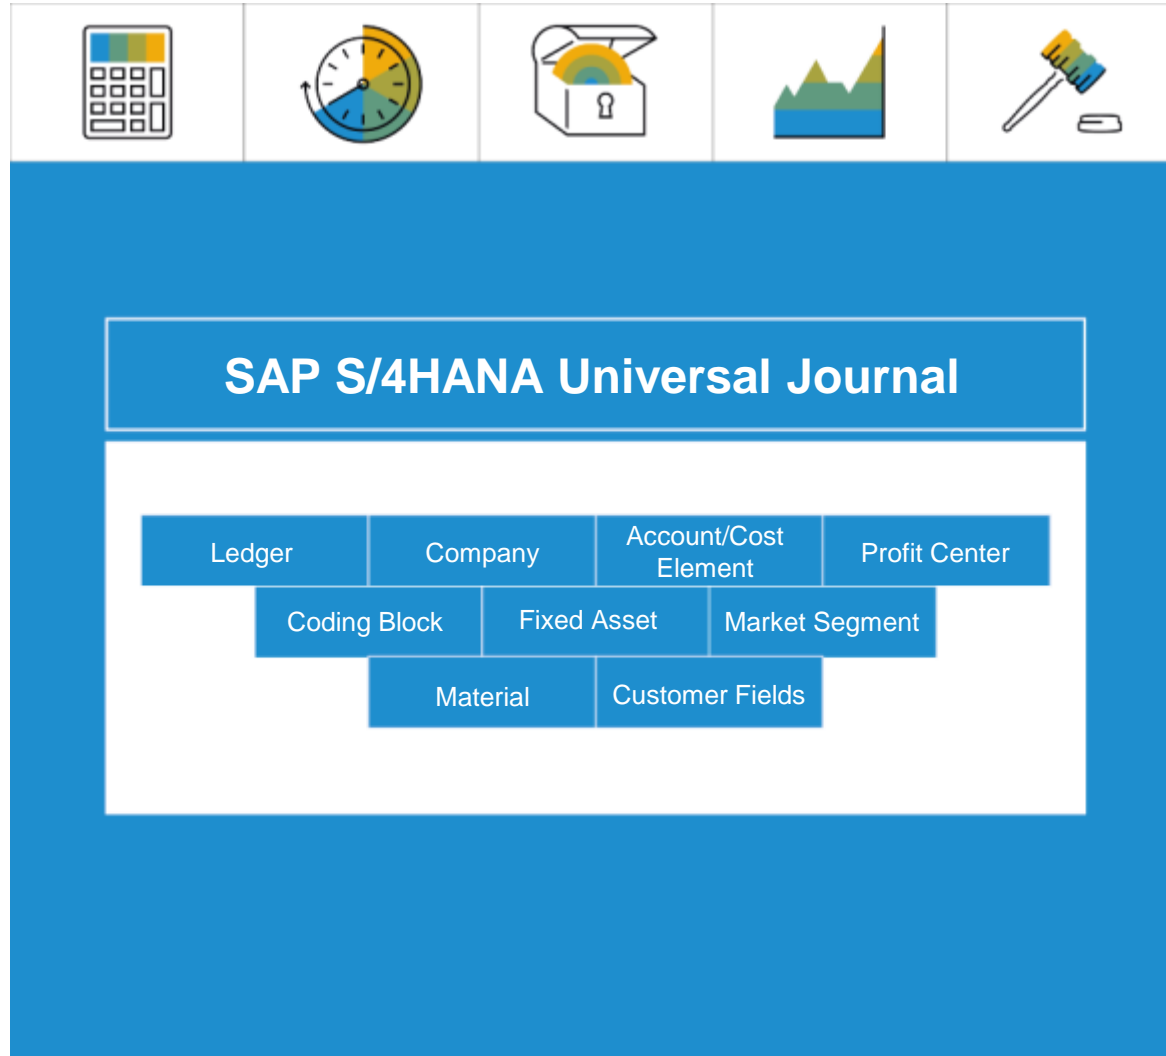 SAP S/4HANA Universal Journal
Ledger
Company
Account/Cost
Element
Profit Center
Coding Block
Fixed Asset
Market Segment
Material
Customer Fields